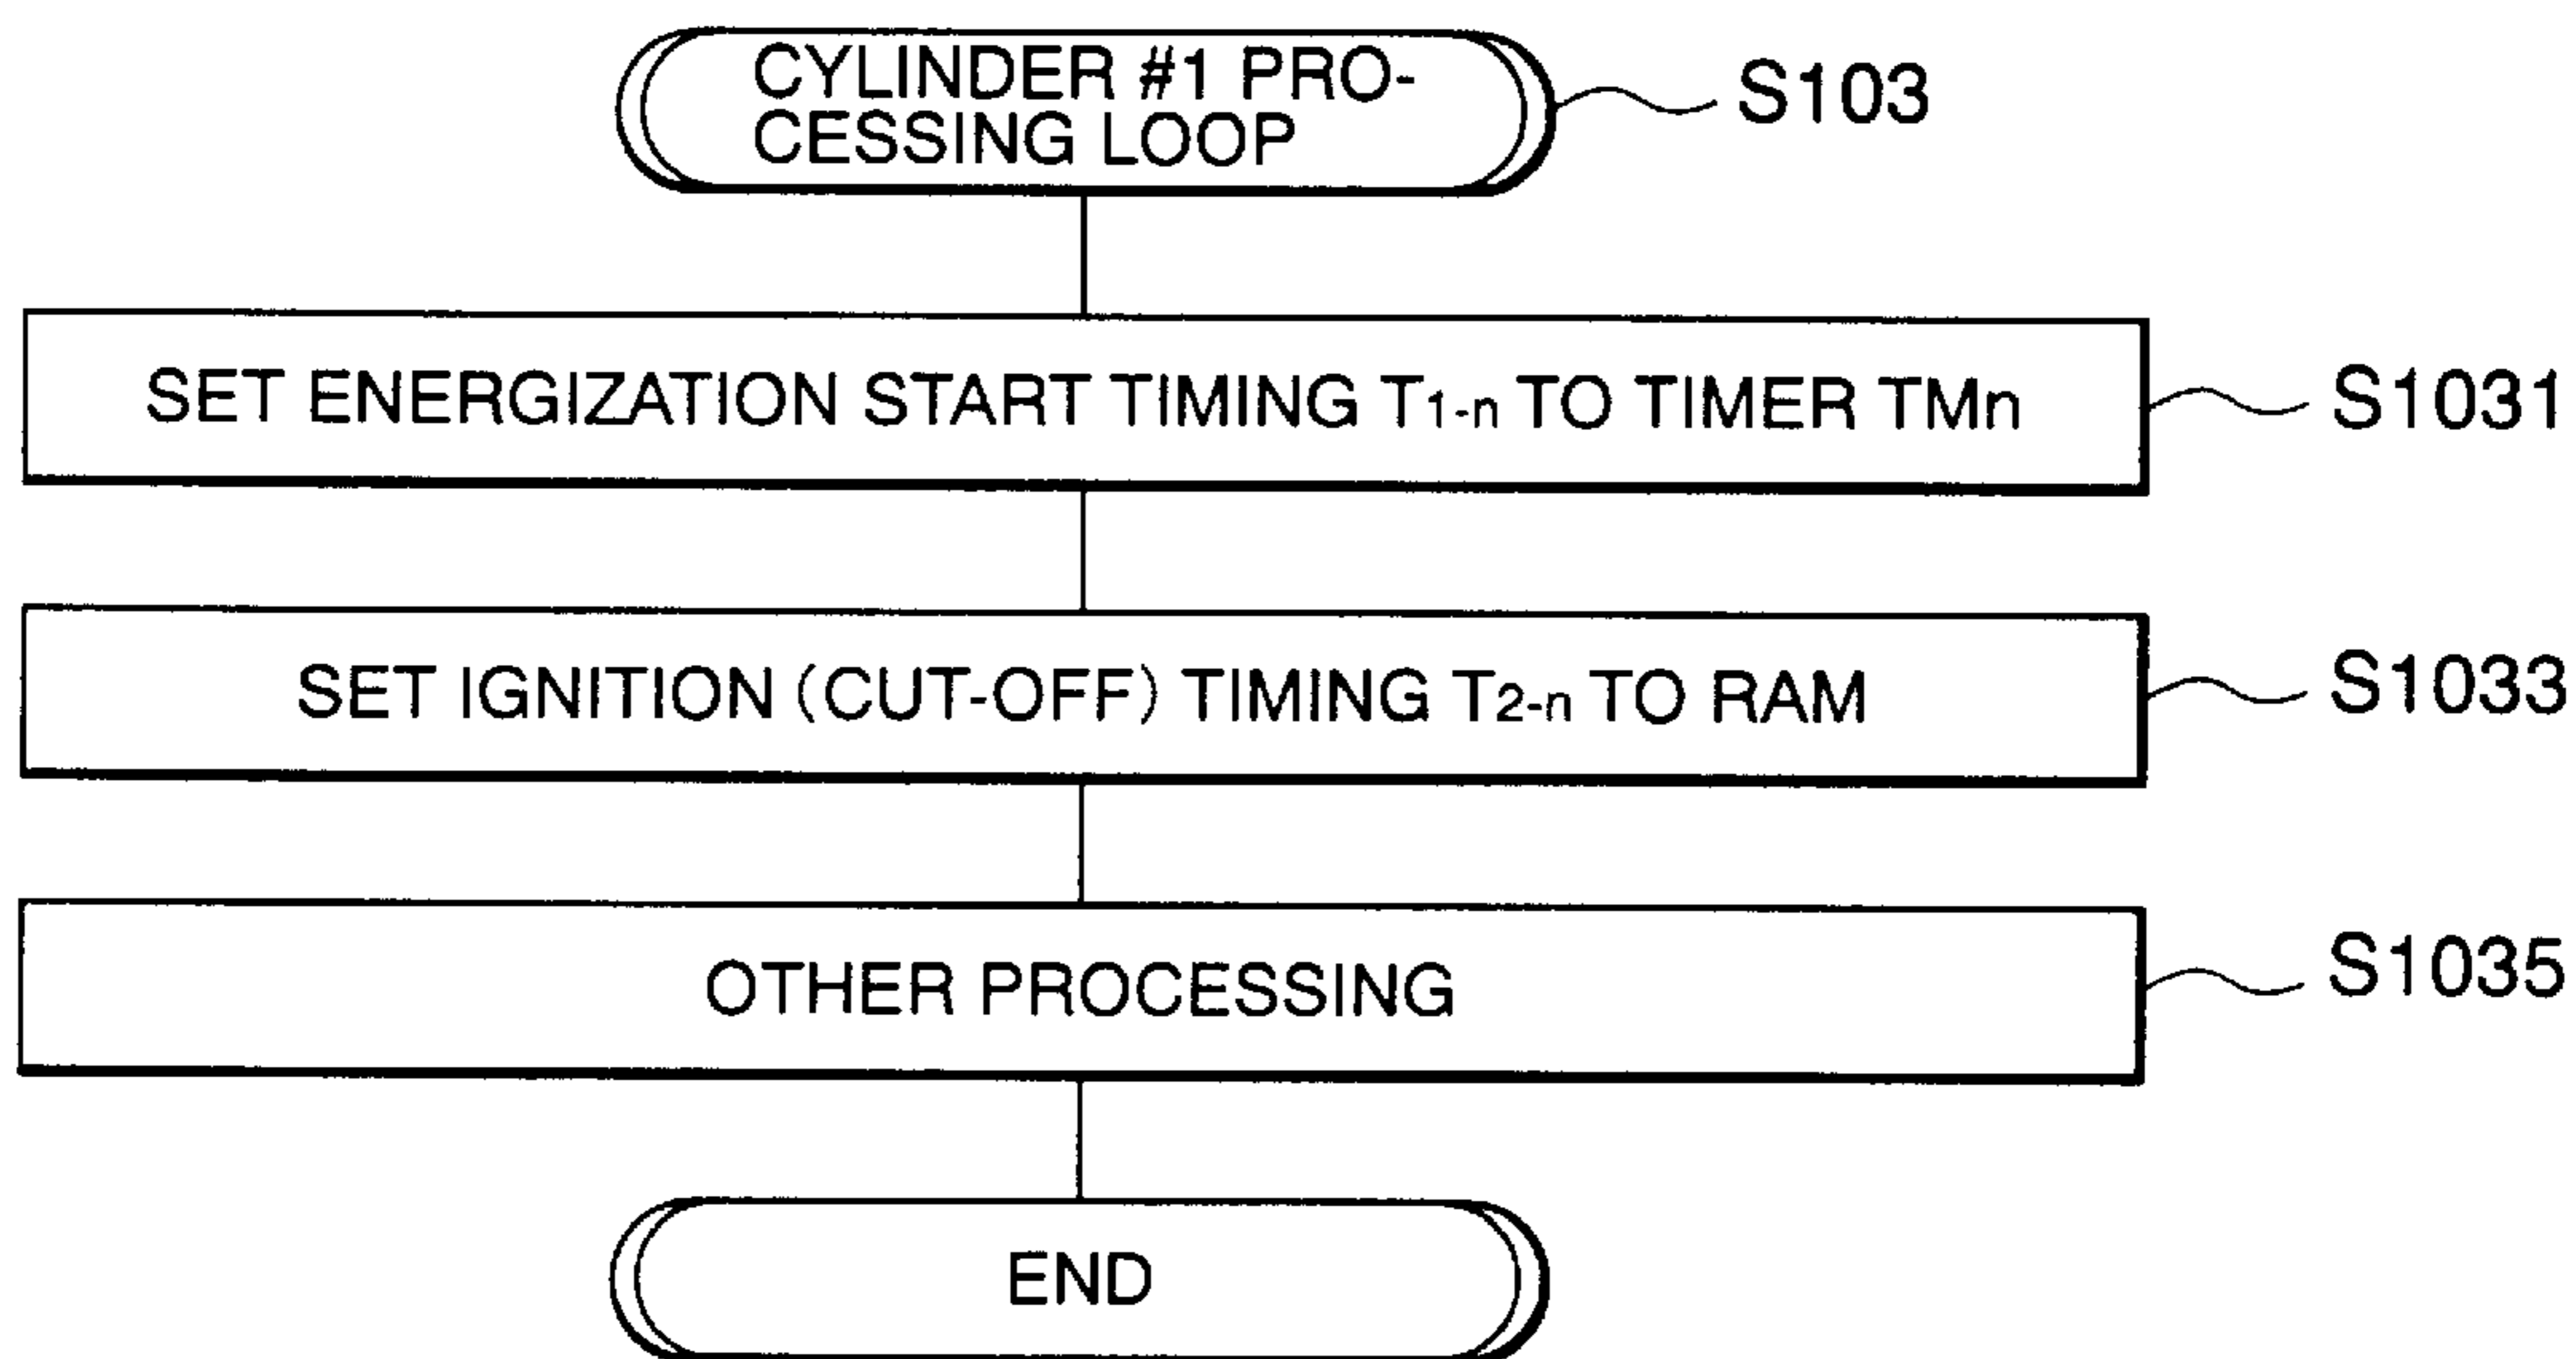 CYLINDER #1 PRO-
CESSING LOOP
S103
SET ENERGIZATION START TIMING T1-n TO TIMER TMn
S1031
SET IGNITION (CUT-OFF) TIMING T2-n TO RAM
S1033
OTHER PROCESSING
S1035
END